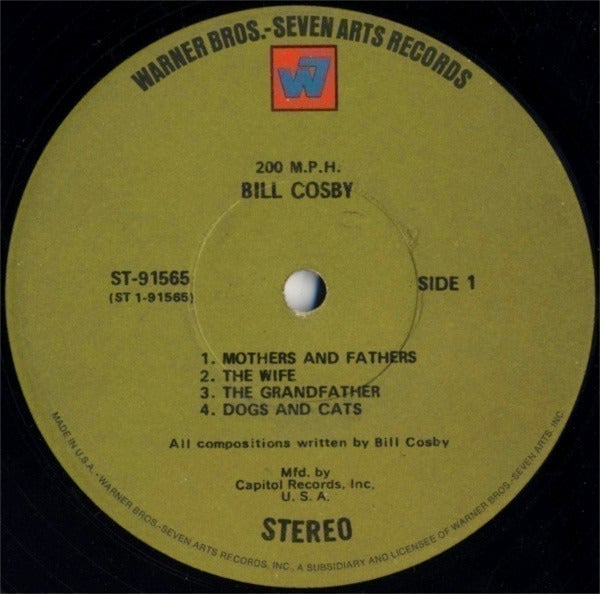 WARNER BROS.-SEVEN ARTS RECORDS
W7
200 M.P.H.
BILL COSBY
ST-91565
(ST 1-91565)
SIDE 1
1. MOTHERS AND FATHERS
2. THE WIFE
3. THE GRANDFATHER
4. DOGS AND CATS
All compositions written by Bill Cosby
Mfd. by
Capitol Records, Inc.
U. S. A.
STEREO
MADE IN U.S.A. • WARNER BROS.-SEVEN ARTS RECORDS, INC., A SUBSIDIARY AND LICENSEE OF WARNER BROS.-SEVEN ARTS, INC.